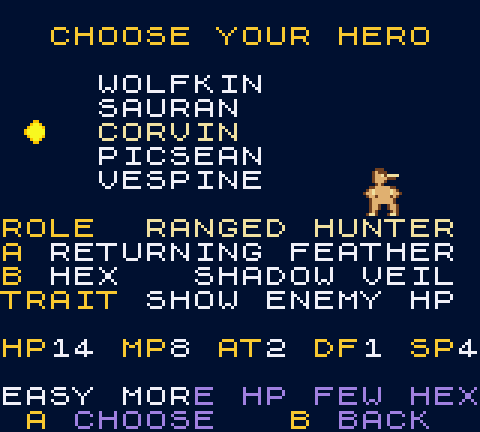 CHOOSE YOUR HERO
WOLFKIN
SAURAN
CORVIN
PICSEAN
VESPINE
ROLE RANGED HUNTER
A RETURNING FEATHER
B HEX SHADOW VEIL
TRAIT SHOW ENEMY HP
HP14 MP8 AT2 DF1 SP4
EASY MORE HP FEW HEX
A CHOOSE B BACK